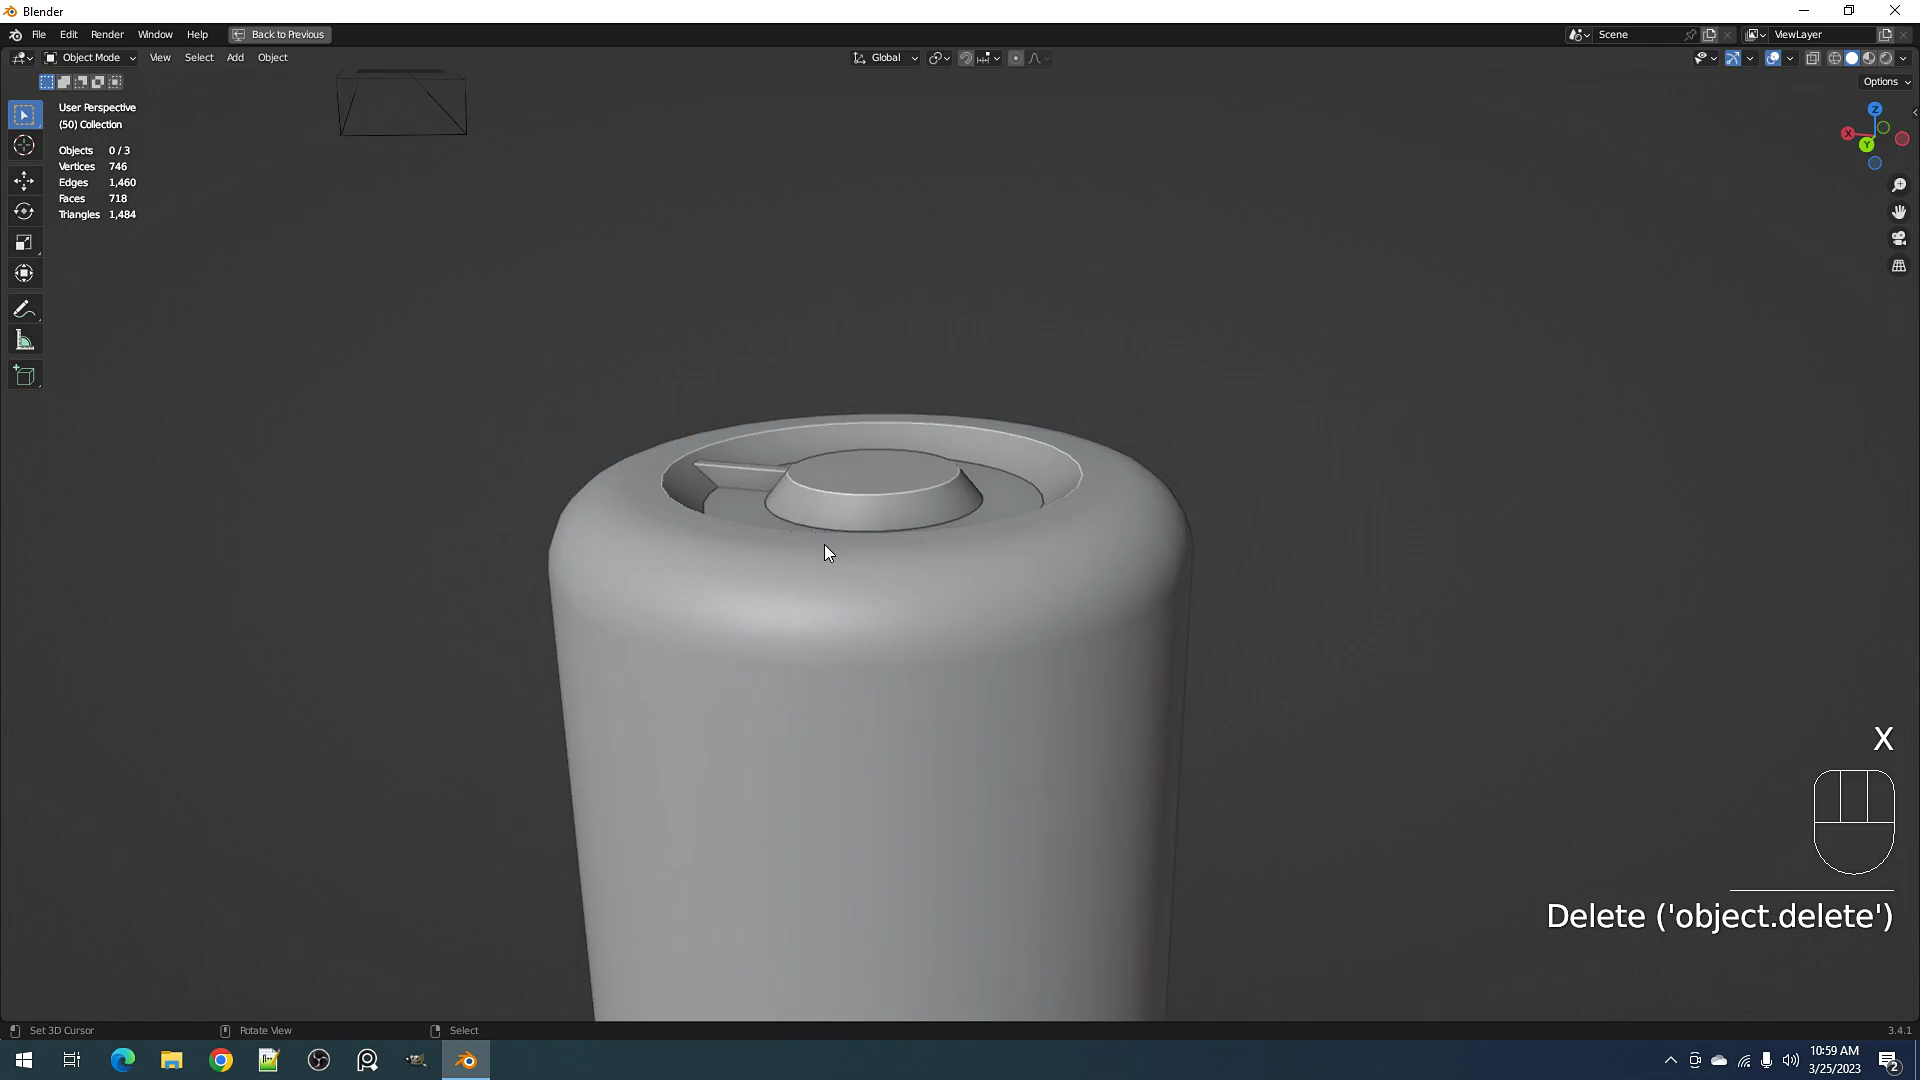 Blender
File Edit Render Window Help Back to Previous Scene ViewLayer
Object Mode View Select Add Object Global
Options
User Perspective
(50) Collection
Objects 0 / 3
Vertices 746
Edges 1,460
Faces 718
Triangles 1,484
Z
X
Y
X
Delete ('object.delete')
Set 3D Cursor Rotate View Select 3.4.1
10:59 AM
3/25/2023
2